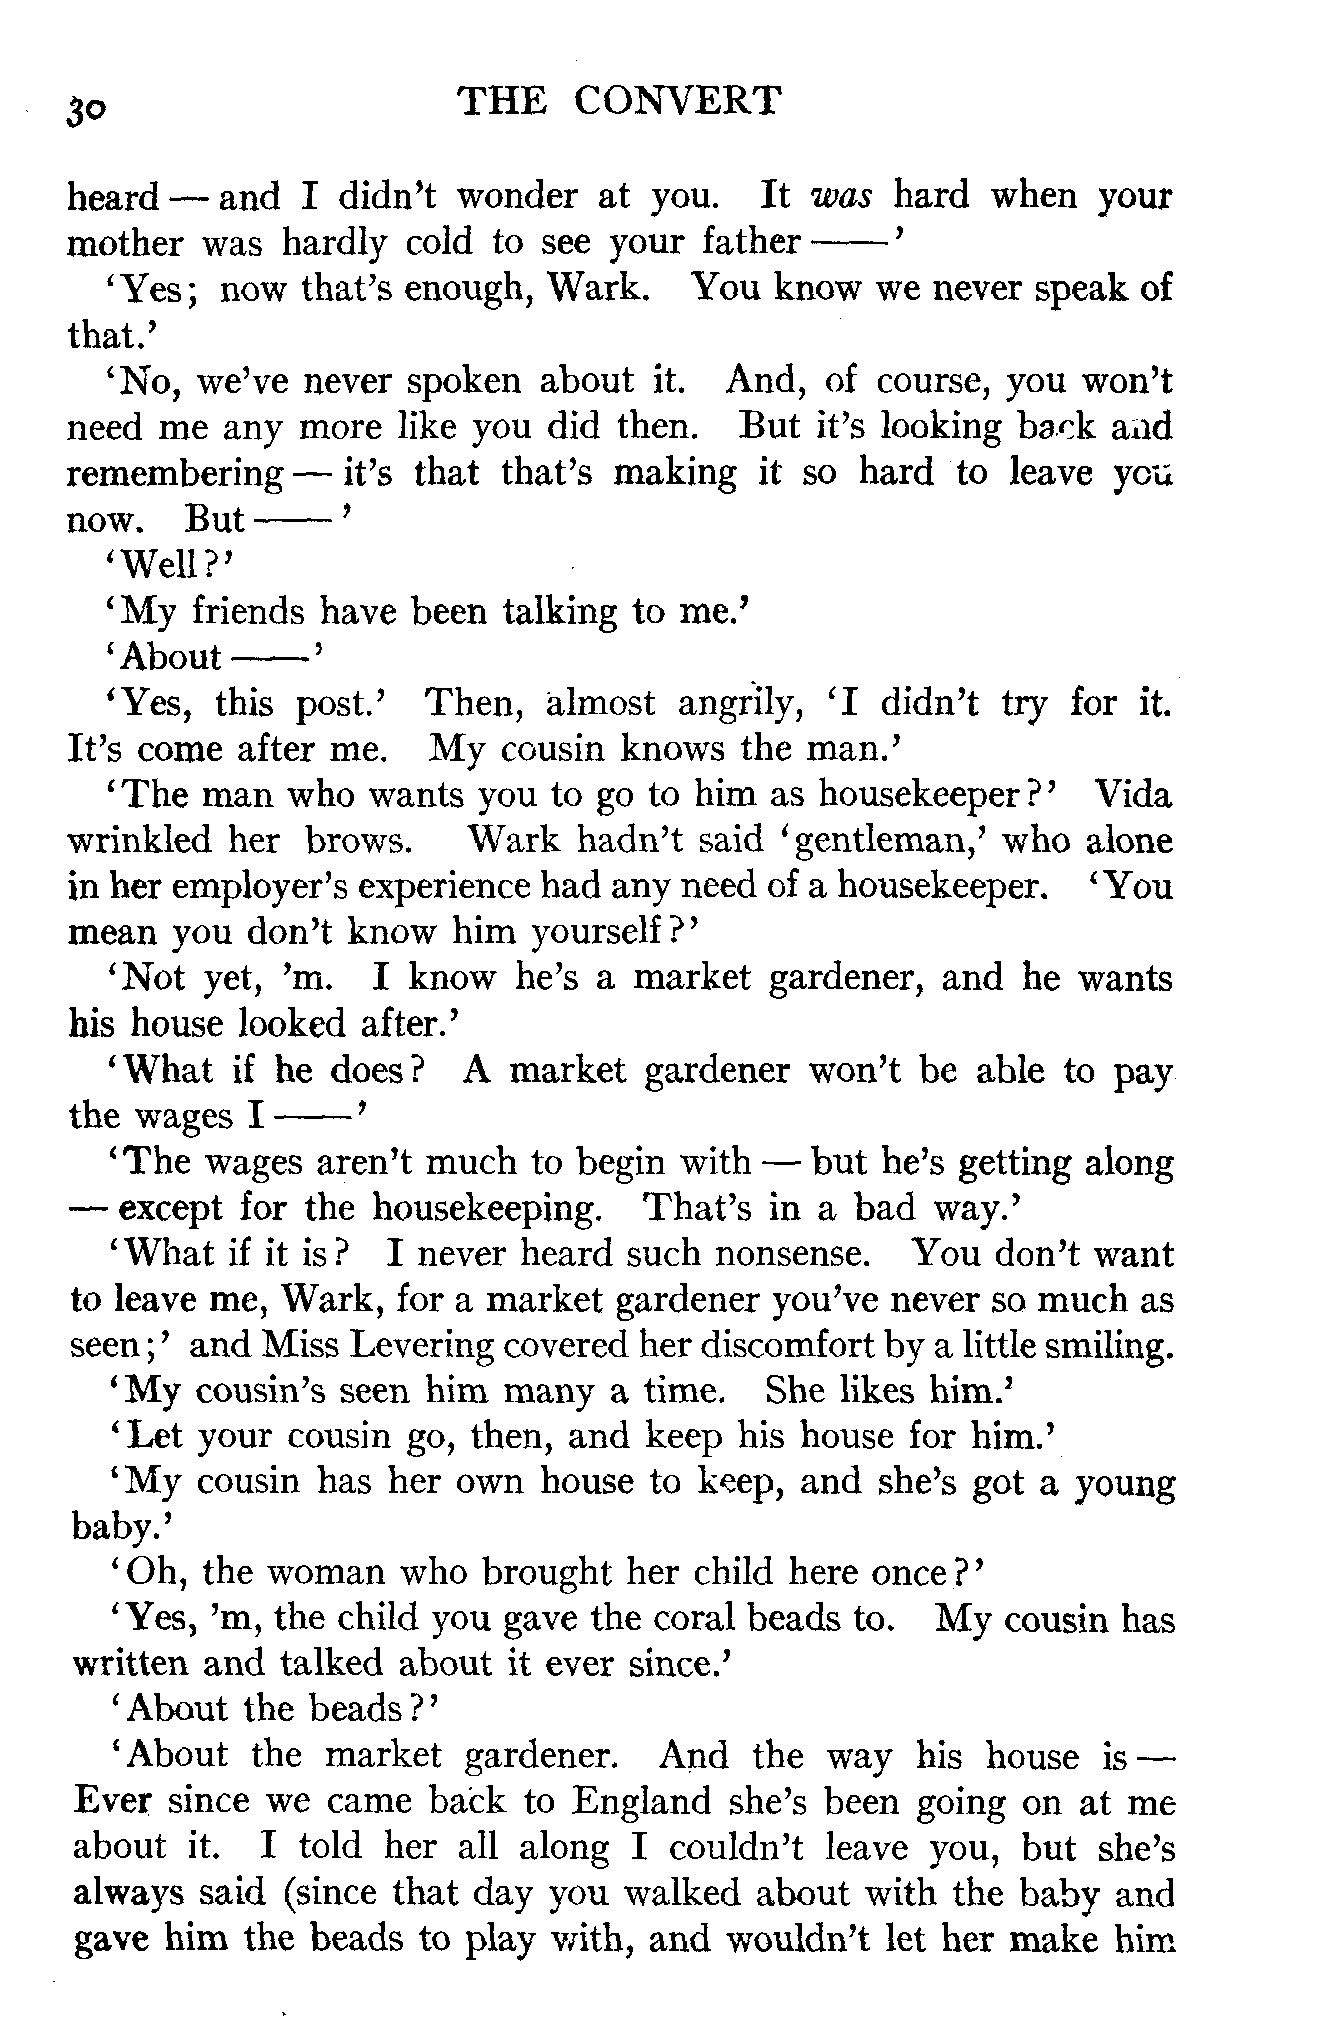 30 THE CONVERT
heard — and I didn't wonder at you. It was hard when your
mother was hardly cold to see your father ——'
'Yes; now that's enough, Wark. You know we never speak of
that.'
'No, we've never spoken about it. And, of course, you won't
need me any more like you did then. But it's looking back and
remembering — it's that that's making it so hard to leave you
now. But —— '
'Well?'
'My friends have been talking to me.'
'About ——'
'Yes, this post.' Then, almost angrily, 'I didn't try for it.
It's come after me. My cousin knows the man.'
'The man who wants you to go to him as housekeeper?' Vida
wrinkled her brows. Wark hadn't said 'gentleman,' who alone
in her employer's experience had any need of a housekeeper. 'You
mean you don't know him yourself?'
'Not yet, 'm. I know he's a market gardener, and he wants
his house looked after.'
'What if he does? A market gardener won't be able to pay
the wages I ——'
'The wages aren't much to begin with — but he's getting along
— except for the housekeeping. That's in a bad way.'
'What if it is? I never heard such nonsense. You don't want
to leave me, Wark, for a market gardener you've never so much as
seen;' and Miss Levering covered her discomfort by a little smiling.
'My cousin's seen him many a time. She likes him.'
'Let your cousin go, then, and keep his house for him.'
'My cousin has her own house to keep, and she's got a young
baby.'
'Oh, the woman who brought her child here once?'
'Yes, 'm, the child you gave the coral beads to. My cousin has
written and talked about it ever since.'
'About the beads?'
'About the market gardener. And the way his house is —
Ever since we came back to England she's been going on at me
about it. I told her all along I couldn't leave you, but she's
always said (since that day you walked about with the baby and
gave him the beads to play with, and wouldn't let her make him